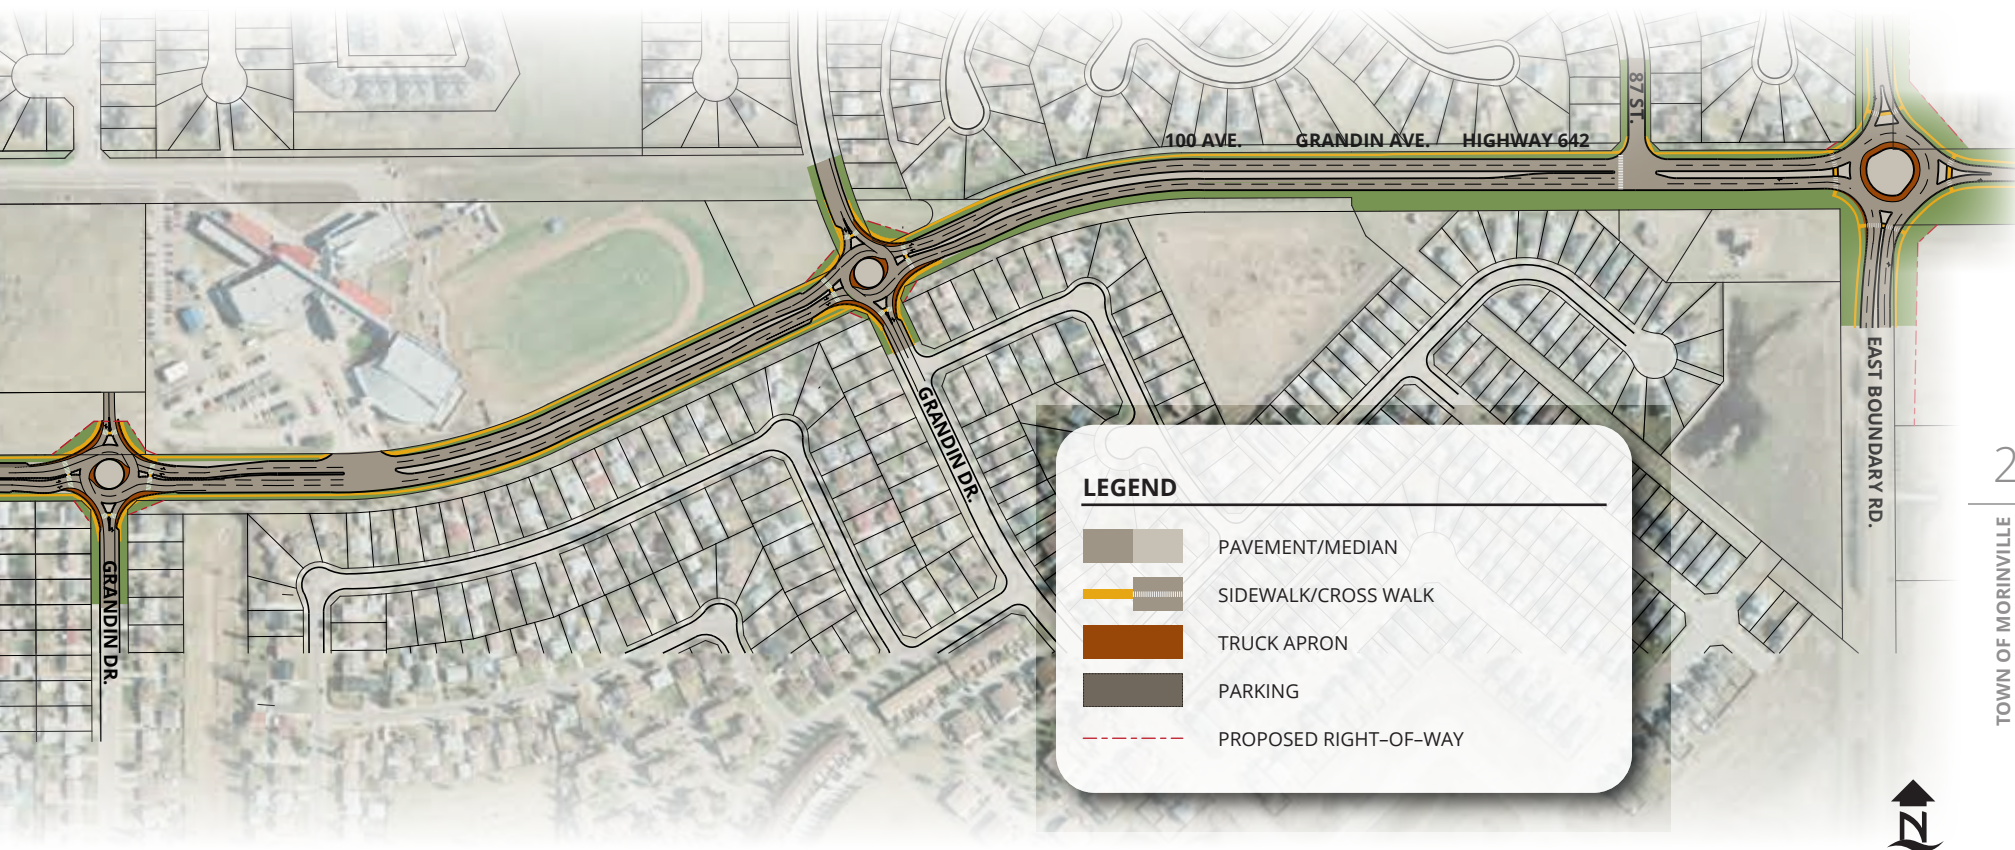 87 ST.
100 AVE. GRANDIN AVE. HIGHWAY 642
GRANDIN DR.
EAST BOUNDARY RD.
GRANDIN DR.
LEGEND
PAVEMENT/MEDIAN
SIDEWALK/CROSS WALK
TRUCK APRON
PARKING
PROPOSED RIGHT–OF–WAY
2
TOWN OF MORINVILLE
N